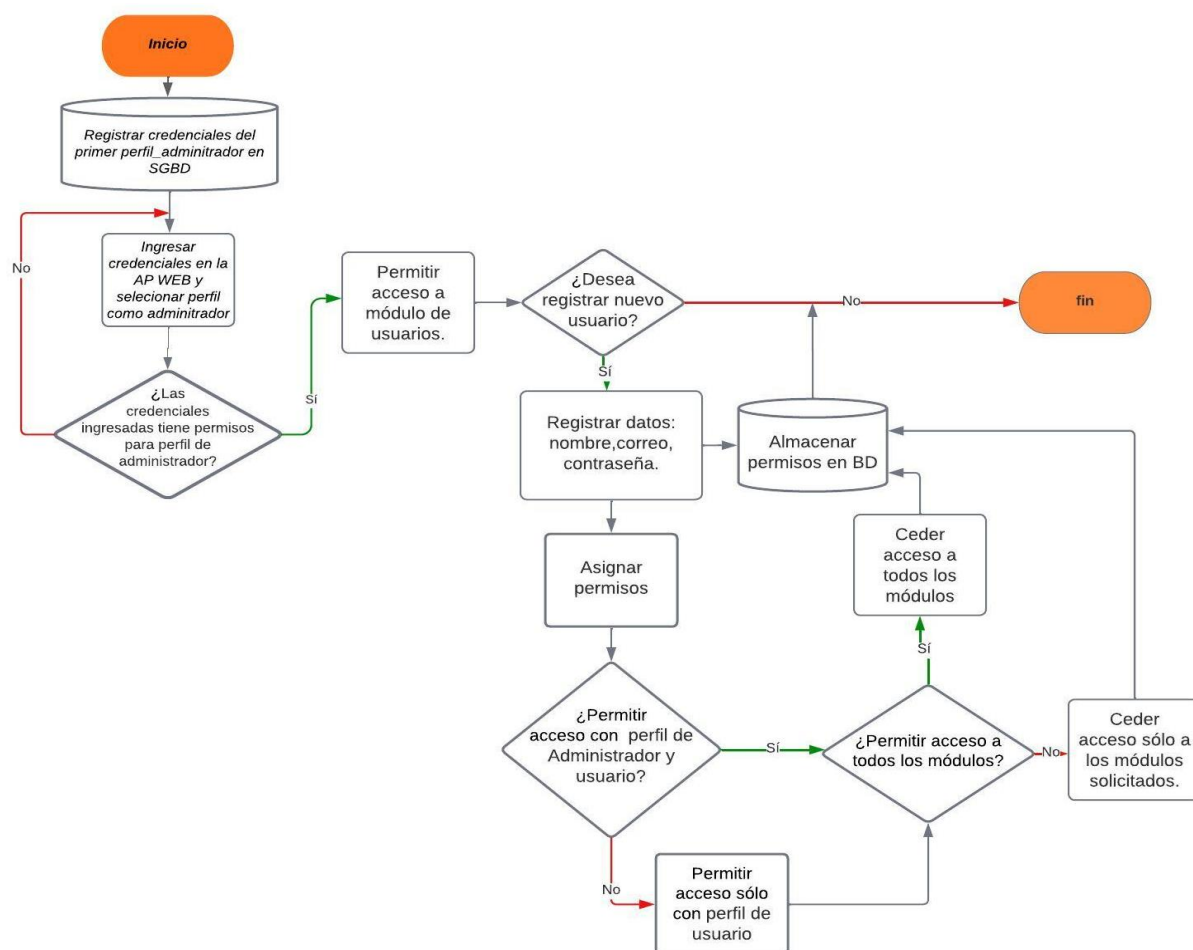 Inicio
Registrar credenciales del
primer perfil_adminitrador en
SGBD
No
Ingresar
credenciales en la
AP WEB y
selecionar perfil
como adminitrador
¿Las
credenciales
ingresadas tiene permisos
para perfil de
administrador?
Sí
Permitir
acceso a
módulo de
usuarios.
¿Desea
registrar nuevo
usuario?
No
fin
Sí
Registrar datos:
nombre,correo,
contraseña.
Almacenar
permisos en BD
Asignar
permisos
Ceder
acceso a
todos los
módulos
Sí
¿Permitir
acceso con perfil de
Administrador y
usuario?
Sí
¿Permitir acceso a
todos los módulos?
No
Ceder
acceso sólo a
los módulos
solicitados.
No
Permitir
acceso sólo
con perfil de
usuario